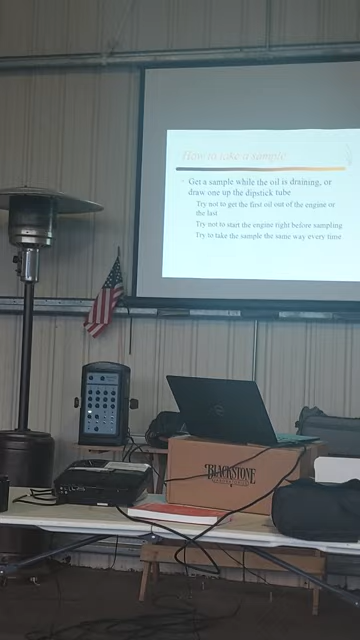 How to take a sample
Get a sample while the oil is draining, or
draw one up the dipstick tube
Try not to get the first oil out of the engine or
the last
Try not to start the engine right before sampling
Try to take the sample the same way every time
DELL
BLACKSTONE